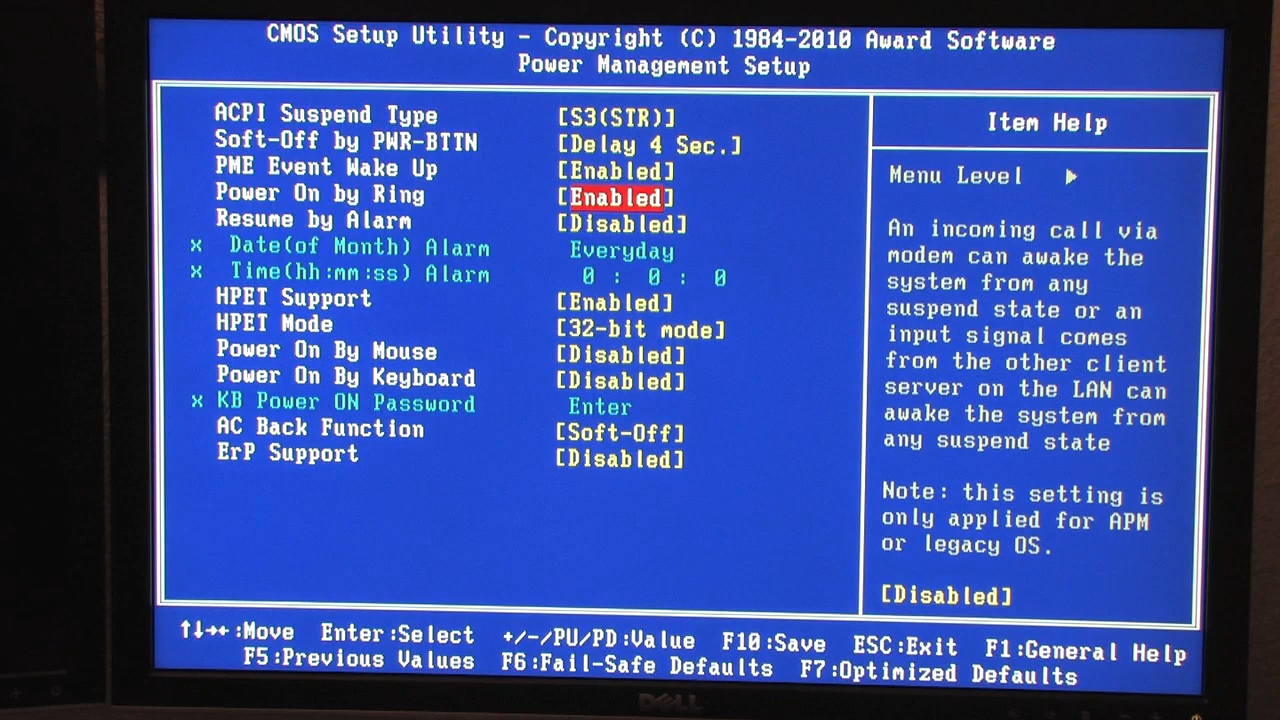 CMOS Setup Utility - Copyright (C) 1984-2010 Award Software
Power Management Setup
ACPI Suspend Type [S3(STR)]
Soft-Off by PWR-BTTN [Delay 4 Sec.]
PME Event Wake Up [Enabled]
Power On by Ring [Enabled]
Resume by Alarm [Disabled]
x Date(of Month) Alarm Everyday
x Time(hh:mm:ss) Alarm 0 : 0 : 0
HPET Support [Enabled]
HPET Mode [32-bit mode]
Power On By Mouse [Disabled]
Power On By Keyboard [Disabled]
x KB Power ON Password Enter
AC Back Function [Soft-Off]
ErP Support [Disabled]
Item Help
Menu Level ▶
An incoming call via
modem can awake the
system from any
suspend state or an
input signal comes
from the other client
server on the LAN can
awake the system from
any suspend state
Note: this setting is
only applied for APM
or legacy OS.
[Disabled]
↑↓→←:Move Enter:Select +/-/PU/PD:Value F10:Save ESC:Exit F1:General Help
F5:Previous Values F6:Fail-Safe Defaults F7:Optimized Defaults
DELL